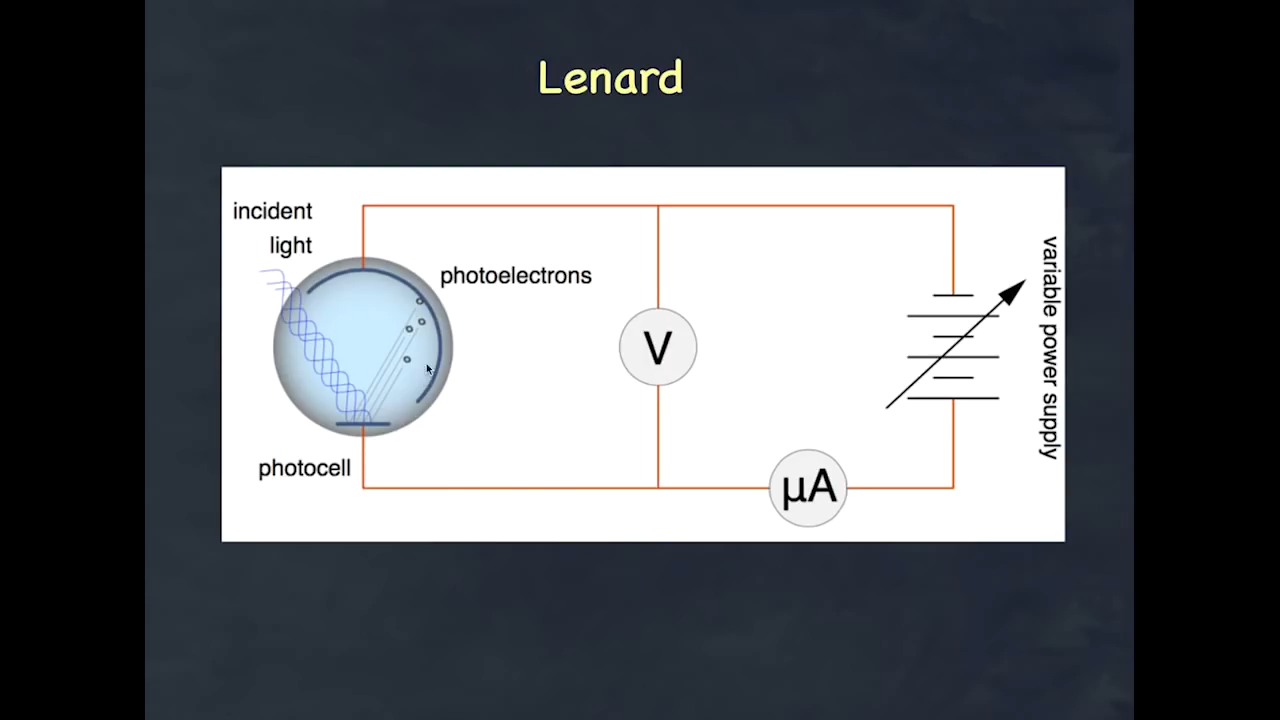 Lenard
incident
light
photoelectrons
variable power supply
V
photocell
µA